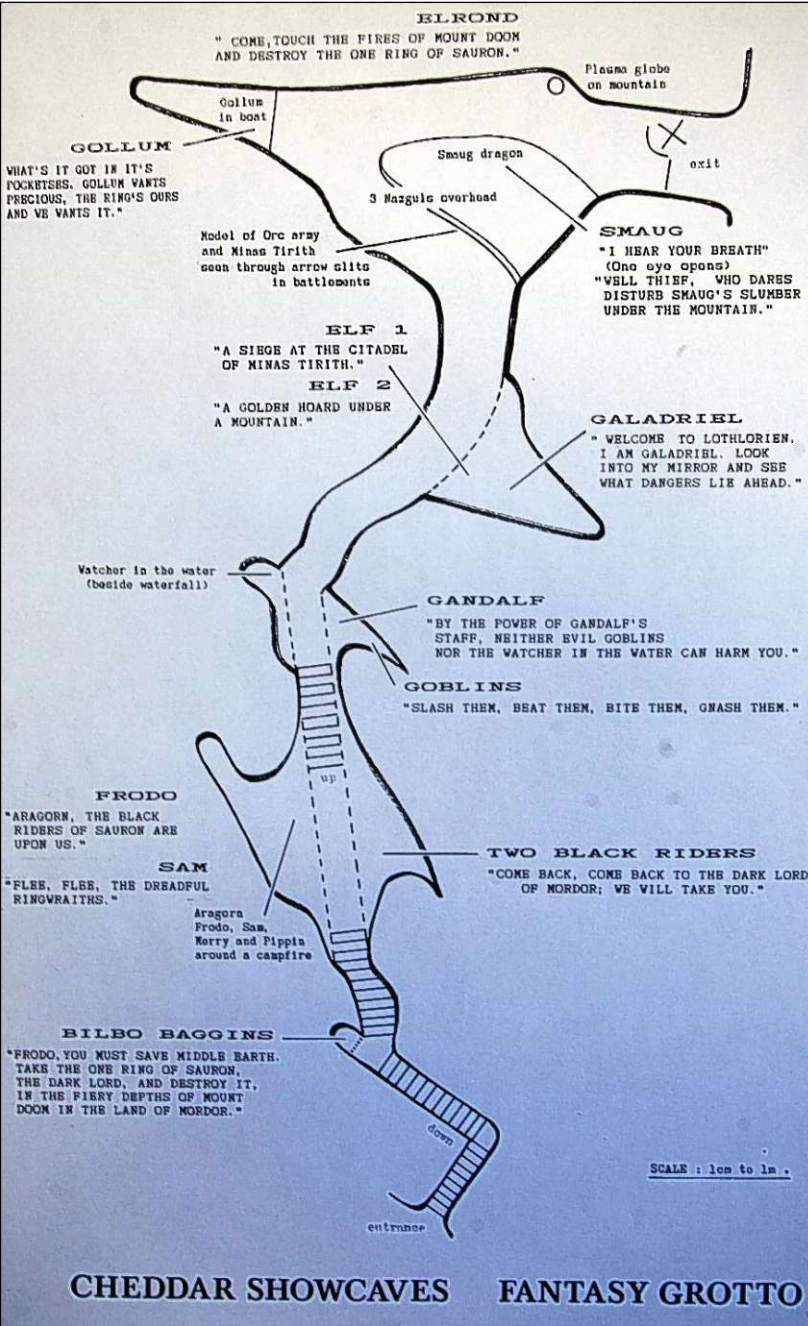 ELROND
" COME, TOUCH THE FIRES OF MOUNT DOOM
AND DESTROY THE ONE RING OF SAURON."
Plasma globe
on mountain
Gollum
in boat
GOLLUM
WHAT'S IT GOT IN IT'S
POCKETSES. GOLLUM WANTS
PRECIOUS, THE RING'S OURS
AND WE WANTS IT."
Smaug dragon
exit
3 Nazguls overhead
Model of Orc army
and Minas Tirith
seen through arrow slits
in battlements
SMAUG
"I HEAR YOUR BREATH"
(One eye opens)
"WELL THIEF, WHO DARES
DISTURB SMAUG'S SLUMBER
UNDER THE MOUNTAIN."
ELF 1
"A SIEGE AT THE CITADEL
OF MINAS TIRITH."
ELF 2
"A GOLDEN HOARD UNDER
A MOUNTAIN."
GALADRIEL
" WELCOME TO LOTHLORIEN.
I AM GALADRIEL. LOOK
INTO MY MIRROR AND SEE
WHAT DANGERS LIE AHEAD."
Watcher in the water
(beside waterfall)
GANDALF
"BY THE POWER OF GANDALF'S
STAFF, NEITHER EVIL GOBLINS
NOR THE WATCHER IN THE WATER CAN HARM YOU."
GOBLINS
"SLASH THEM, BEAT THEM, BITE THEM, GNASH THEM."
up
FRODO
"ARAGORN, THE BLACK
RIDERS OF SAURON ARE
UPON US."
SAM
"FLEE, FLEE, THE DREADFUL
RINGWRAITHS."
TWO BLACK RIDERS
"COME BACK, COME BACK TO THE DARK LORD
OF MORDOR; WE WILL TAKE YOU."
Aragorn
Frodo, Sam,
Merry and Pippin
around a campfire
BILBO BAGGINS
"FRODO, YOU MUST SAVE MIDDLE EARTH.
TAKE THE ONE RING OF SAURON,
THE DARK LORD, AND DESTROY IT,
IN THE FIERY DEPTHS OF MOUNT
DOOM IN THE LAND OF MORDOR."
down
SCALE : 1cm to 1m .
entrance
CHEDDAR SHOWCAVES FANTASY GROTTO